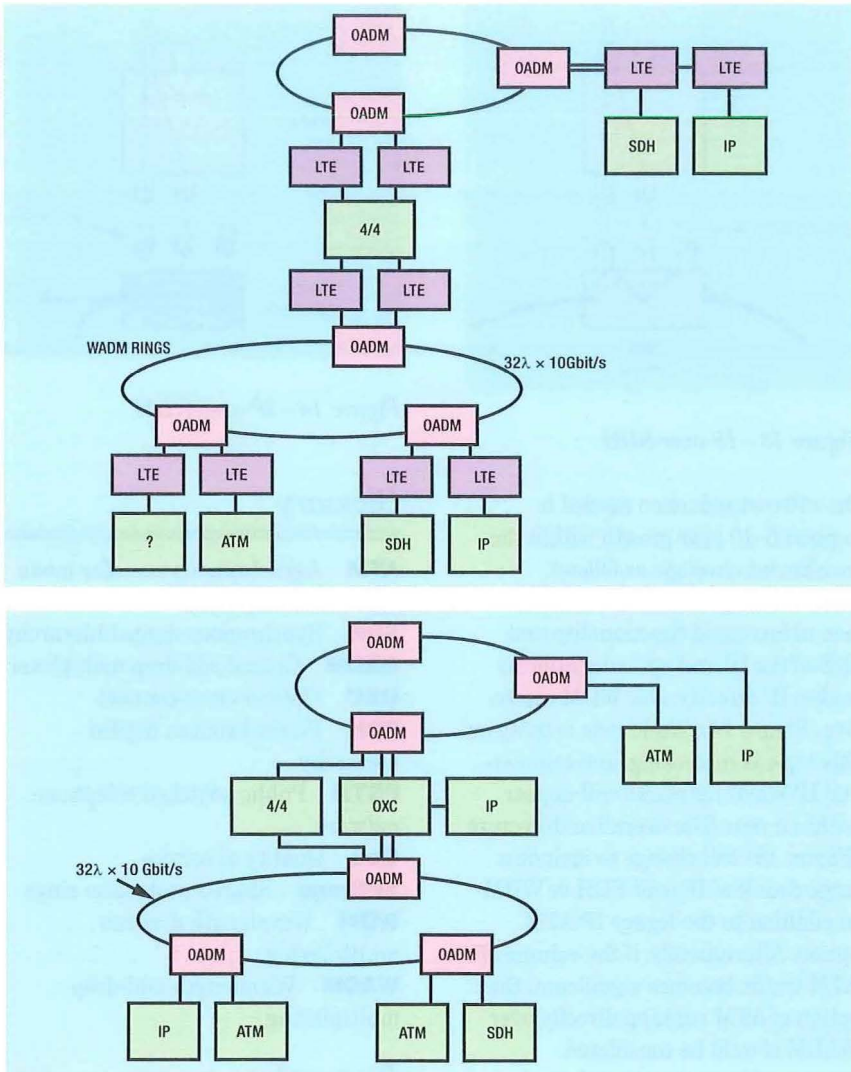 OADM
OADM
LTE
LTE
OADM
SDH
IP
LTE
LTE
4/4
LTE
LTE
WADM RINGS
OADM
32λ × 10Gbit/s
OADM
OADM
LTE
LTE
LTE
LTE
?
ATM
SDH
IP
OADM
OADM
OADM
ATM
IP
4/4
OXC
IP
32λ × 10 Gbit/s
OADM
OADM
OADM
IP
ATM
ATM
SDH